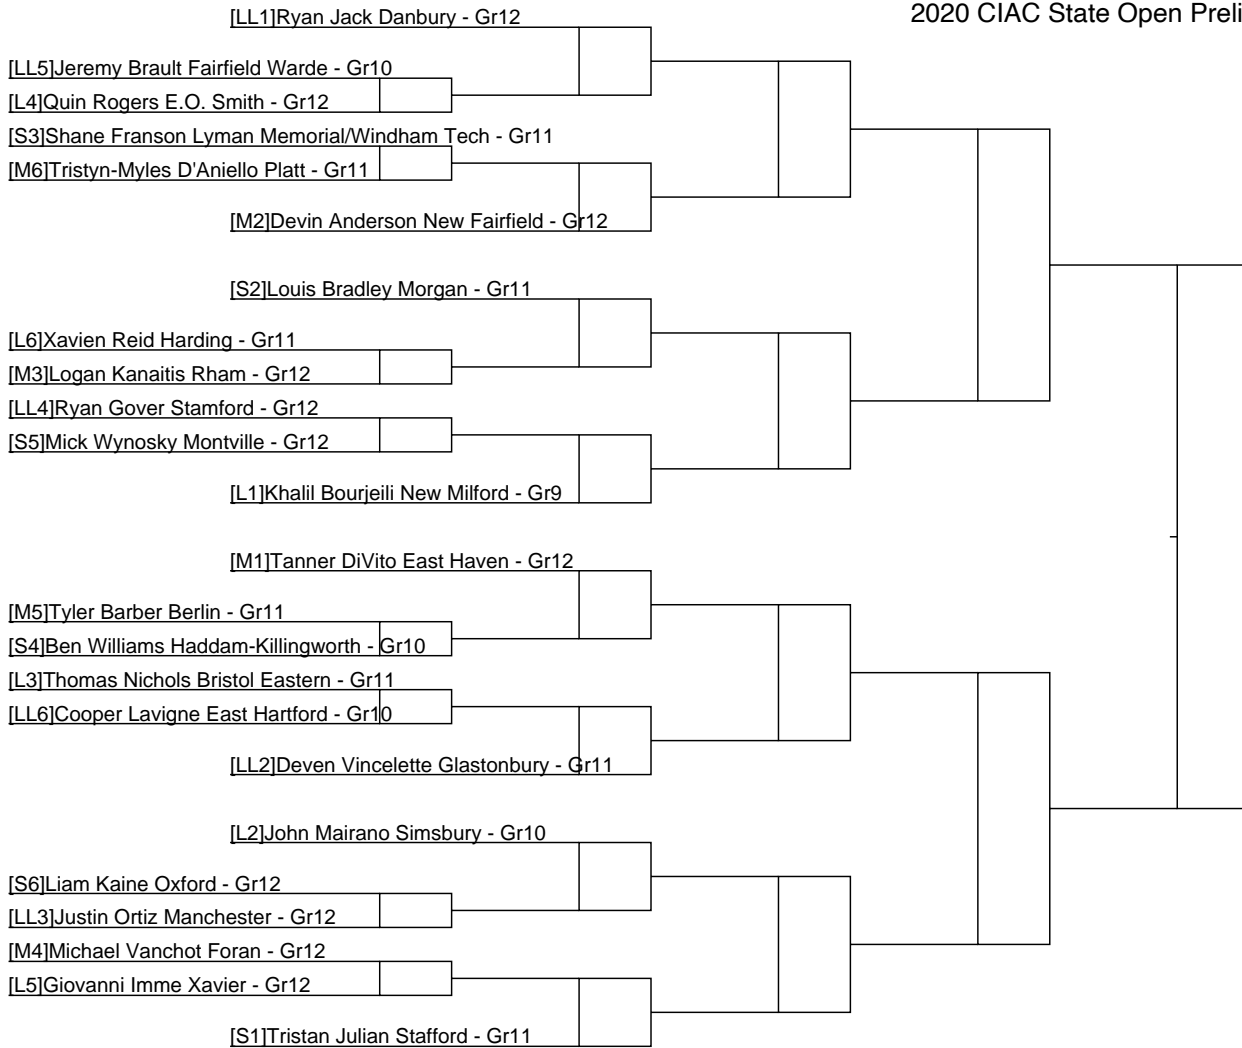 2020 CIAC State Open Preli
[LL1]Ryan Jack Danbury - Gr12
[LL5]Jeremy Brault Fairfield Warde - Gr10
[L4]Quin Rogers E.O. Smith - Gr12
[S3]Shane Franson Lyman Memorial/Windham Tech - Gr11
[M6]Tristyn-Myles D'Aniello Platt - Gr11
[M2]Devin Anderson New Fairfield - Gr12
[S2]Louis Bradley Morgan - Gr11
[L6]Xavien Reid Harding - Gr11
[M3]Logan Kanaitis Rham - Gr12
[LL4]Ryan Gover Stamford - Gr12
[S5]Mick Wynosky Montville - Gr12
[L1]Khalil Bourjeili New Milford - Gr9
[M1]Tanner DiVito East Haven - Gr12
[M5]Tyler Barber Berlin - Gr11
[S4]Ben Williams Haddam-Killingworth - Gr10
[L3]Thomas Nichols Bristol Eastern - Gr11
[LL6]Cooper Lavigne East Hartford - Gr10
[LL2]Deven Vincelette Glastonbury - Gr11
[L2]John Mairano Simsbury - Gr10
[S6]Liam Kaine Oxford - Gr12
[LL3]Justin Ortiz Manchester - Gr12
[M4]Michael Vanchot Foran - Gr12
[L5]Giovanni Imme Xavier - Gr12
[S1]Tristan Julian Stafford - Gr11